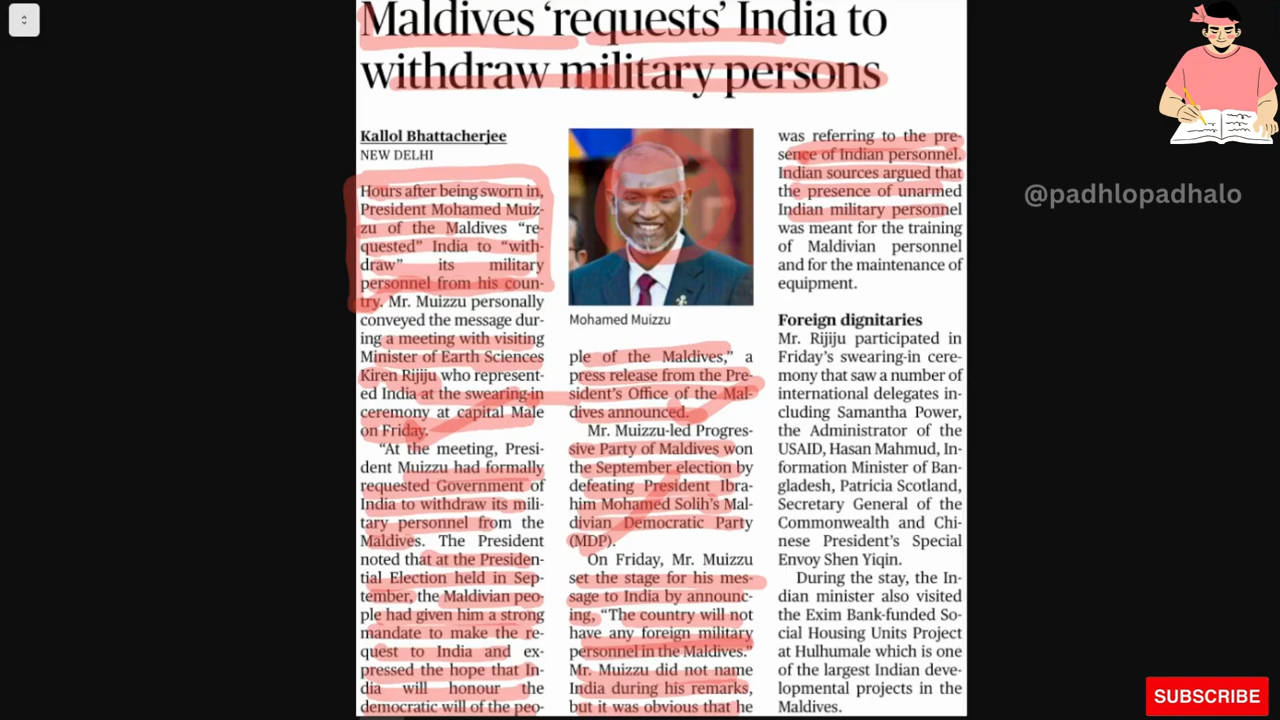 Maldives ‘requests’ India to
withdraw military persons
Kallol Bhattacherjee
NEW DELHI
Hours after being sworn in,
President Mohamed Muiz-
zu of the Maldives “re-
quested” India to “with-
draw” its military
personnel from his coun-
try. Mr. Muizzu personally
conveyed the message dur-
ing a meeting with visiting
Minister of Earth Sciences
Kiren Rijiju who represent-
ed India at the swearing-in
ceremony at capital Male
on Friday.
“At the meeting, Presi-
dent Muizzu had formally
requested Government of
India to withdraw its mili-
tary personnel from the
Maldives. The President
noted that at the Presiden-
tial Election held in Sep-
tember, the Maldivian peo-
ple had given him a strong
mandate to make the re-
quest to India and ex-
pressed the hope that In-
dia will honour the
democratic will of the peo-
Mohamed Muizzu
ple of the Maldives,” a
press release from the Pre-
sident’s Office of the Mal-
dives announced.
Mr. Muizzu-led Progres-
sive Party of Maldives won
the September election by
defeating President Ibra-
him Mohamed Solih’s Mal-
divian Democratic Party
(MDP).
On Friday, Mr. Muizzu
set the stage for his mes-
sage to India by announc-
ing, “The country will not
have any foreign military
personnel in the Maldives.”
Mr. Muizzu did not name
India during his remarks,
but it was obvious that he
was referring to the pre-
sence of Indian personnel.
Indian sources argued that
the presence of unarmed
Indian military personnel
was meant for the training
of Maldivian personnel
and for the maintenance of
equipment.
Foreign dignitaries
Mr. Rijiju participated in
Friday’s swearing-in cere-
mony that saw a number of
international delegates in-
cluding Samantha Power,
the Administrator of the
USAID, Hasan Mahmud, In-
formation Minister of Ban-
gladesh, Patricia Scotland,
Secretary General of the
Commonwealth and Chi-
nese President’s Special
Envoy Shen Yiqin.
During the stay, the In-
dian minister also visited
the Exim Bank-funded So-
cial Housing Units Project
at Hulhumale which is one
of the largest Indian deve-
lopmental projects in the
Maldives.
@padhlopadhalo
SUBSCRIBE